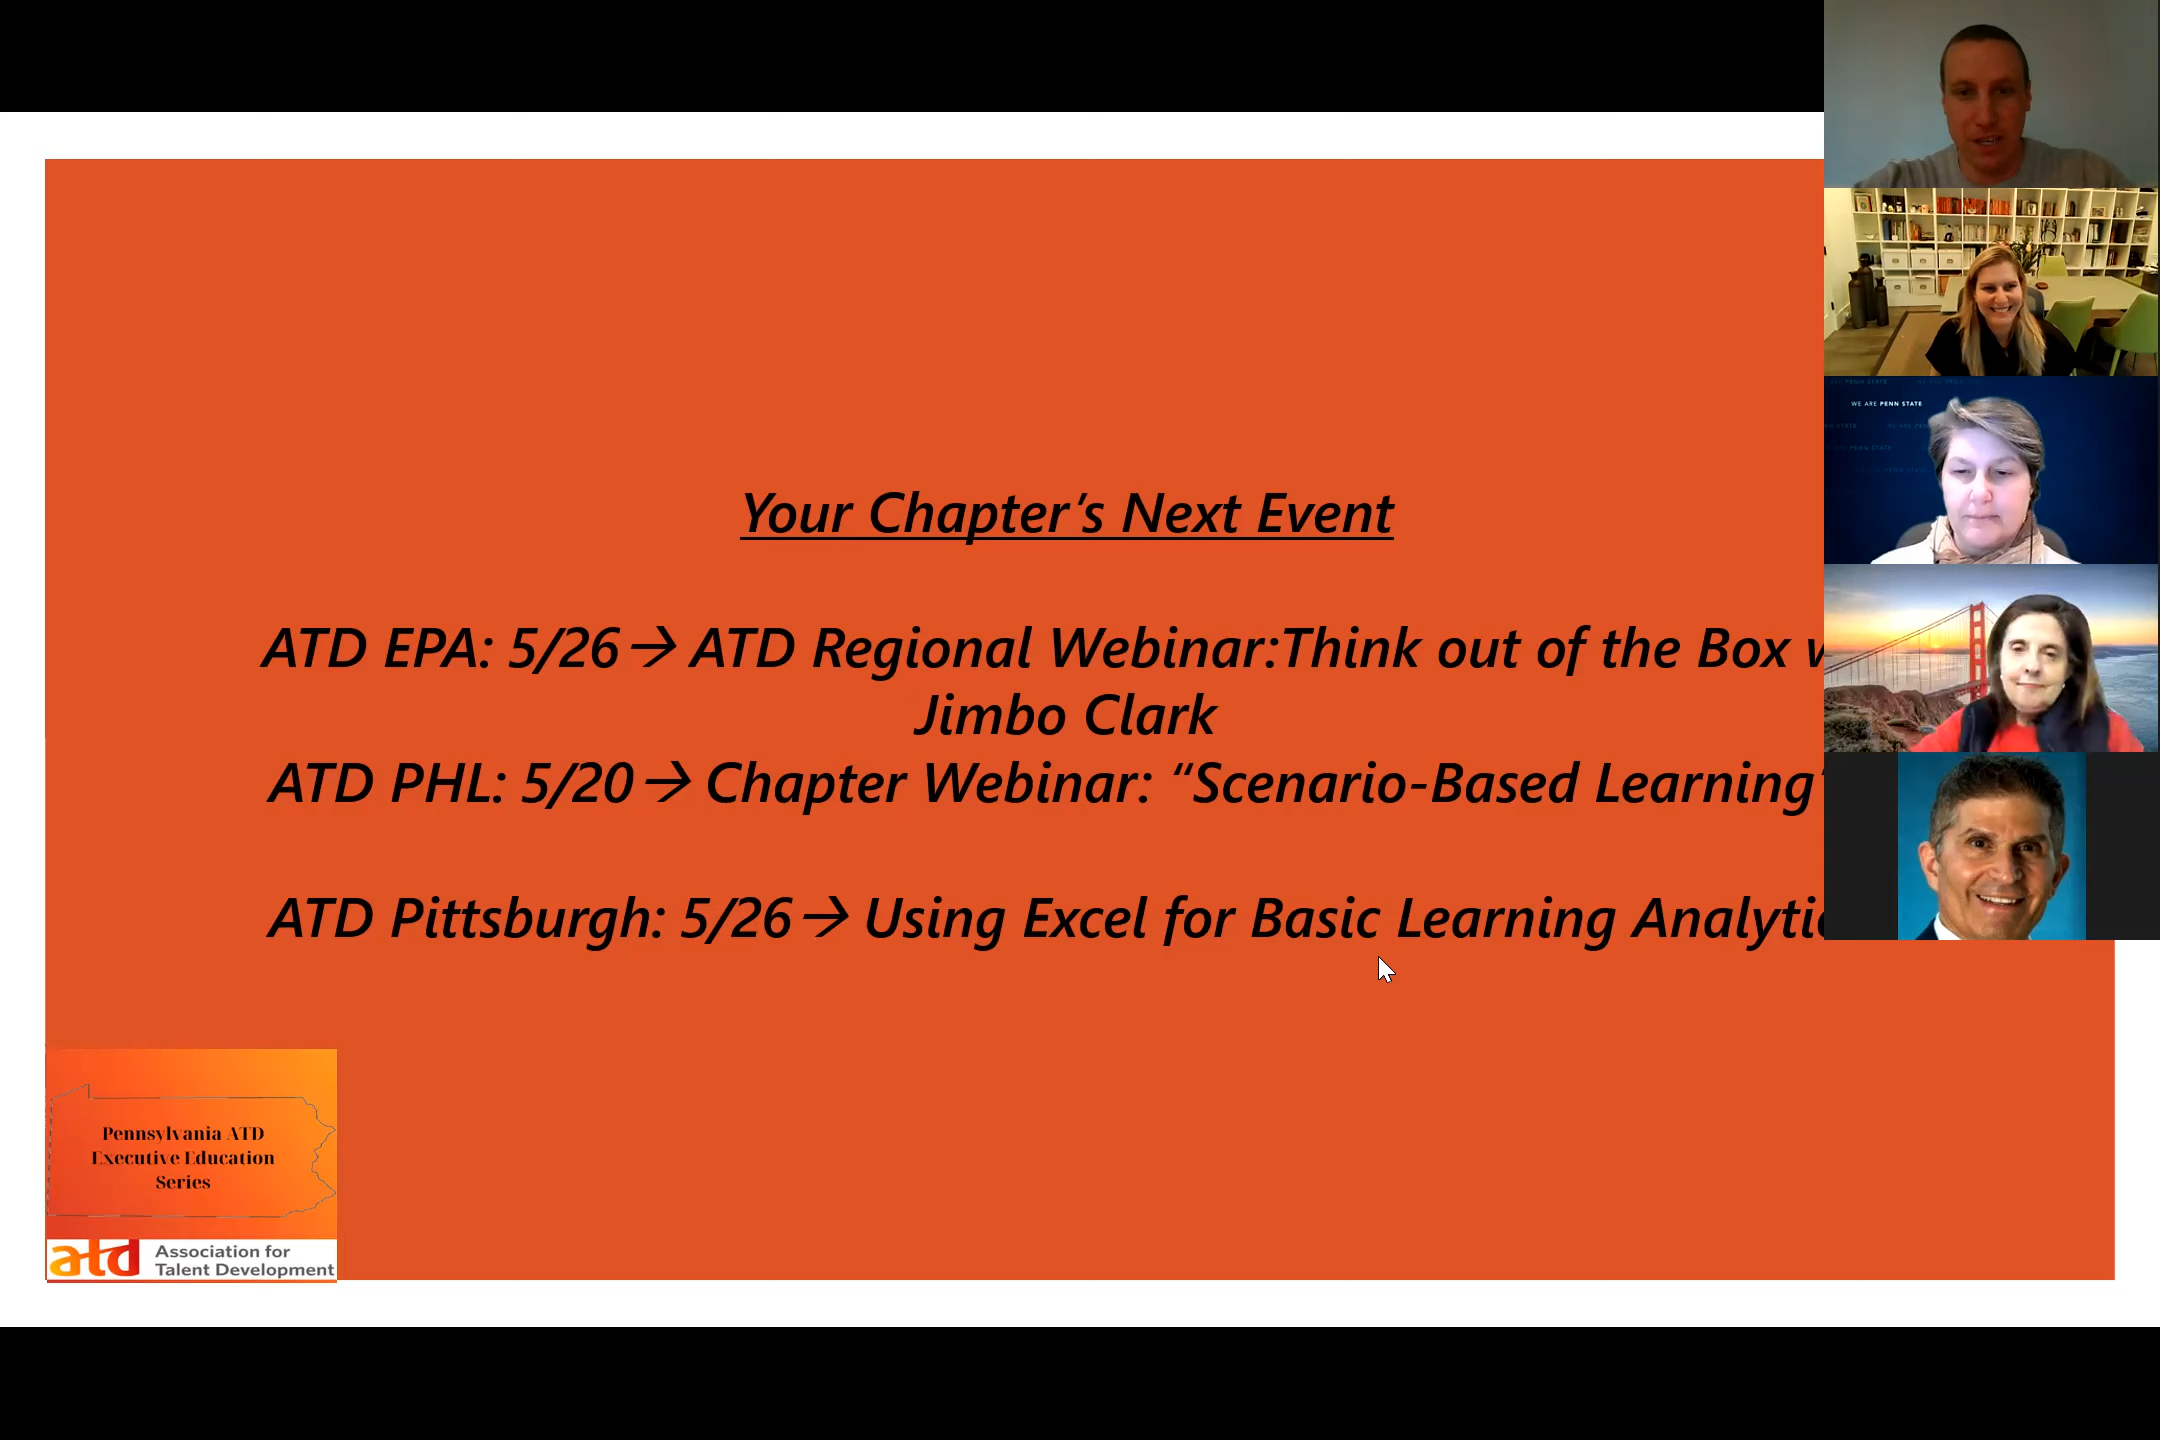 Your Chapter’s Next Event
ATD EPA: 5/26→ ATD Regional Webinar:Think out of the Box
Jimbo Clark
ATD PHL: 5/20→ Chapter Webinar: “Scenario-Based Learning”
ATD Pittsburgh: 5/26→ Using Excel for Basic Learning
WE ARE PENN STATE
Pennsylvania ATD
Executive Education
Series
atd
Association for
Talent Development